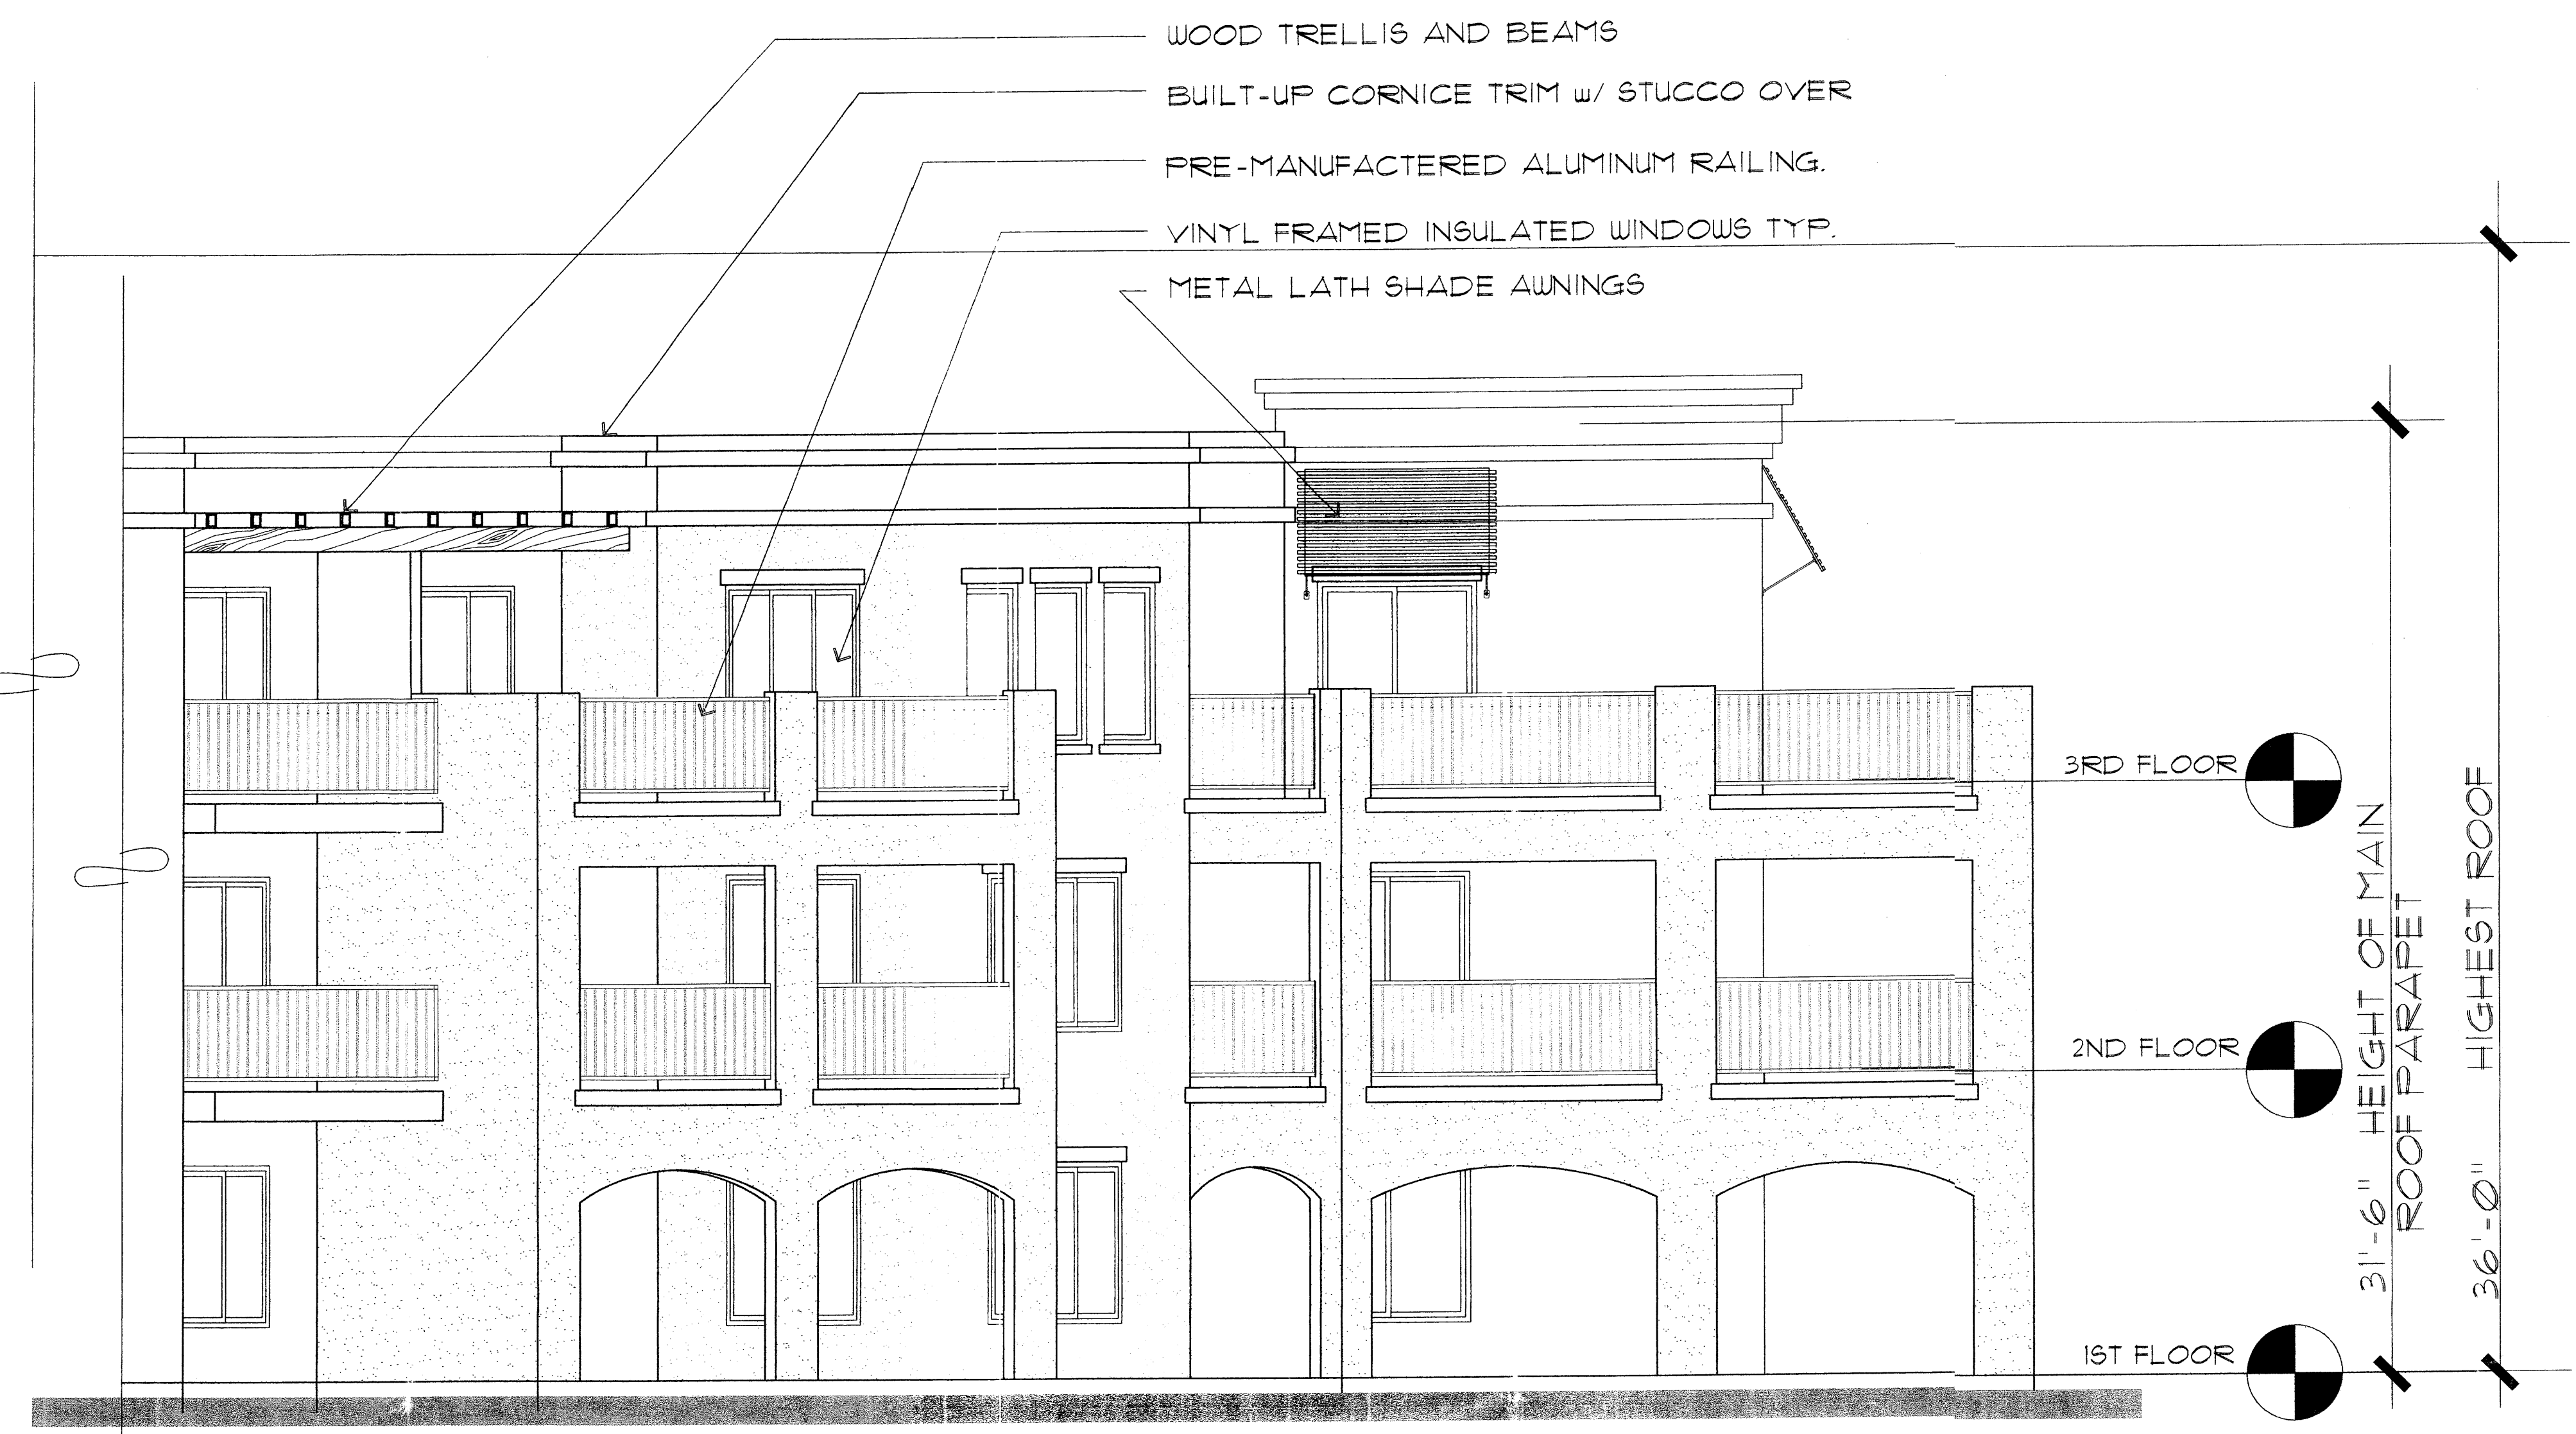 WOOD TRELLIS AND BEAMS
BUILT-UP CORNICE TRIM w/ STUCCO OVER
PRE-MANUFACTERED ALUMINUM RAILING.
VINYL FRAMED INSULATED WINDOWS TYP.
METAL LATH SHADE AWNINGS
3RD FLOOR
2ND FLOOR
1ST FLOOR
31'-6" HEIGHT OF MAIN
ROOF PARAPET
36'-0" HIGHEST ROOF